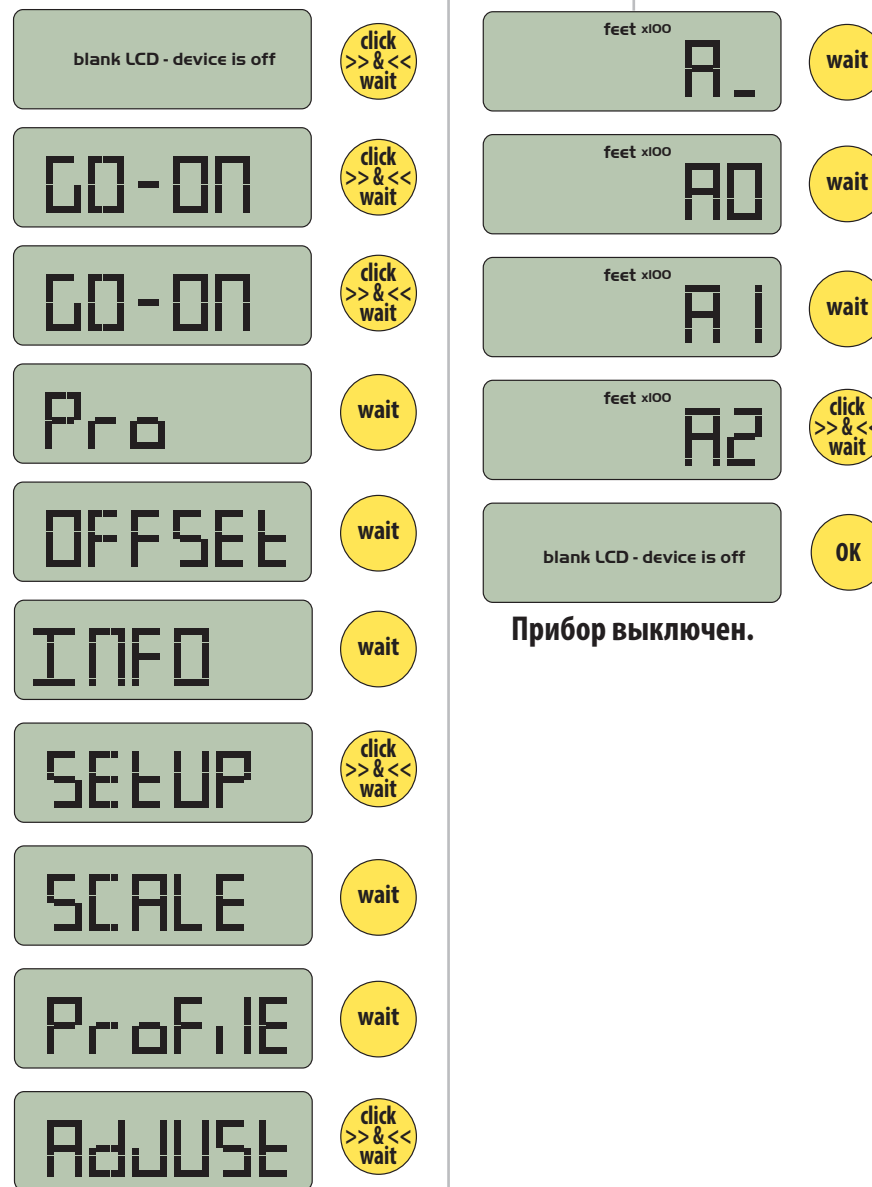 blank LCD - device is off
click
>> & <<
wait
GO-ON
click
>> & <<
wait
GO-ON
click
>> & <<
wait
Pro
wait
OFFSEt
wait
INFO
wait
SEtUP
click
>> & <<
wait
SCALE
wait
ProFilE
wait
AdJUSt
click
>> & <<
wait
feet x100
A_
wait
feet x100
A0
wait
feet x100
A1
wait
feet x100
A2
click
>> & <<
wait
blank LCD - device is off
OK
Прибор выключен.